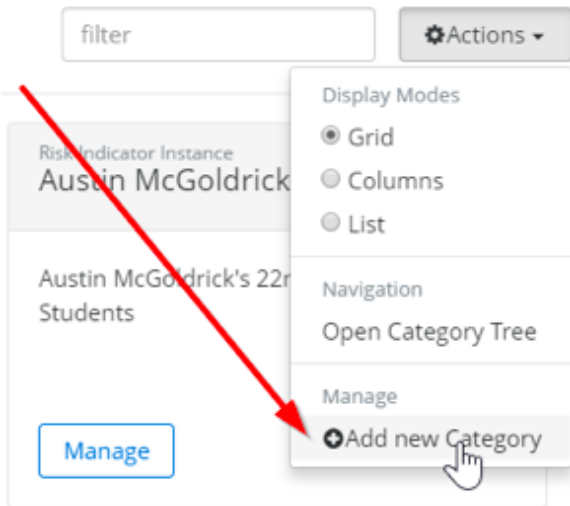 filter
Actions
Display Modes
Grid
Columns
List
Navigation
Open Category Tree
Manage
Add new Category
Risk Indicator Instance
Austin McGoldrick
Austin McGoldrick's
Students
Manage